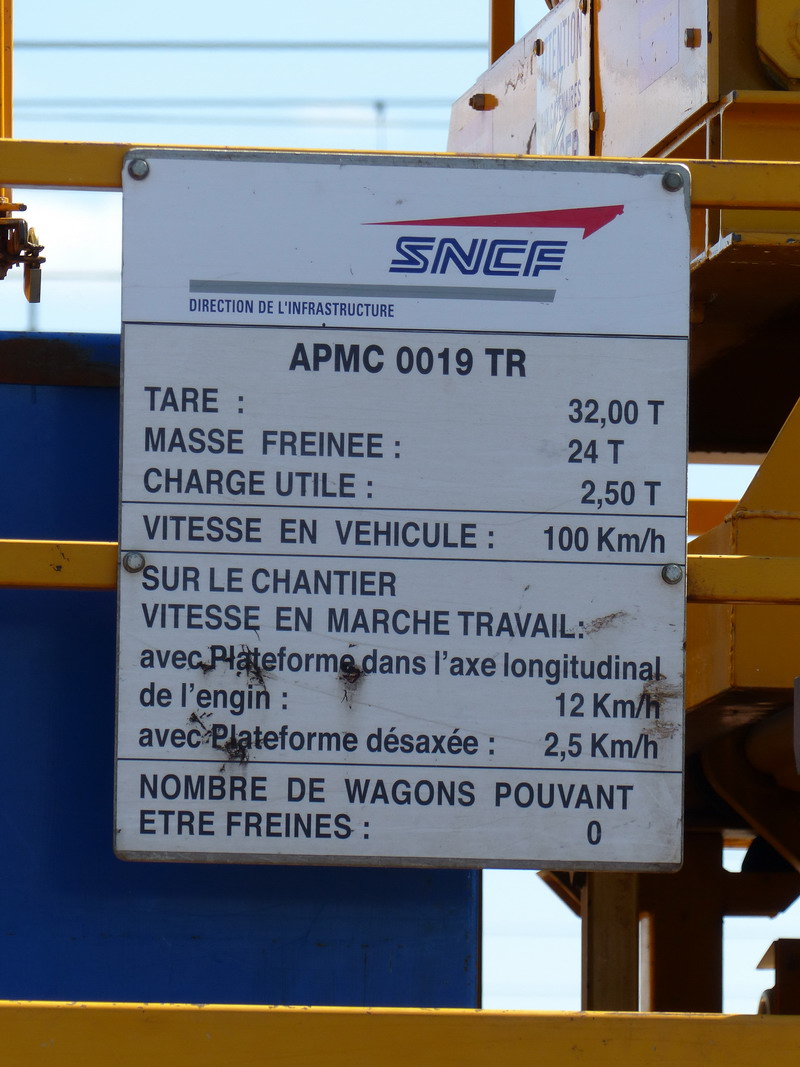 ATTENTION
SNCF
DIRECTION DE L'INFRASTRUCTURE
APMC 0019 TR
TARE : 32,00 T
MASSE FREINEE : 24 T
CHARGE UTILE : 2,50 T
VITESSE EN VEHICULE : 100 Km/h
SUR LE CHANTIER
VITESSE EN MARCHE TRAVAIL:
avec Plateforme dans l'axe longitudinal
de l'engin : 12 Km/h
avec Plateforme désaxée : 2,5 Km/h
NOMBRE DE WAGONS POUVANT
ETRE FREINES : 0